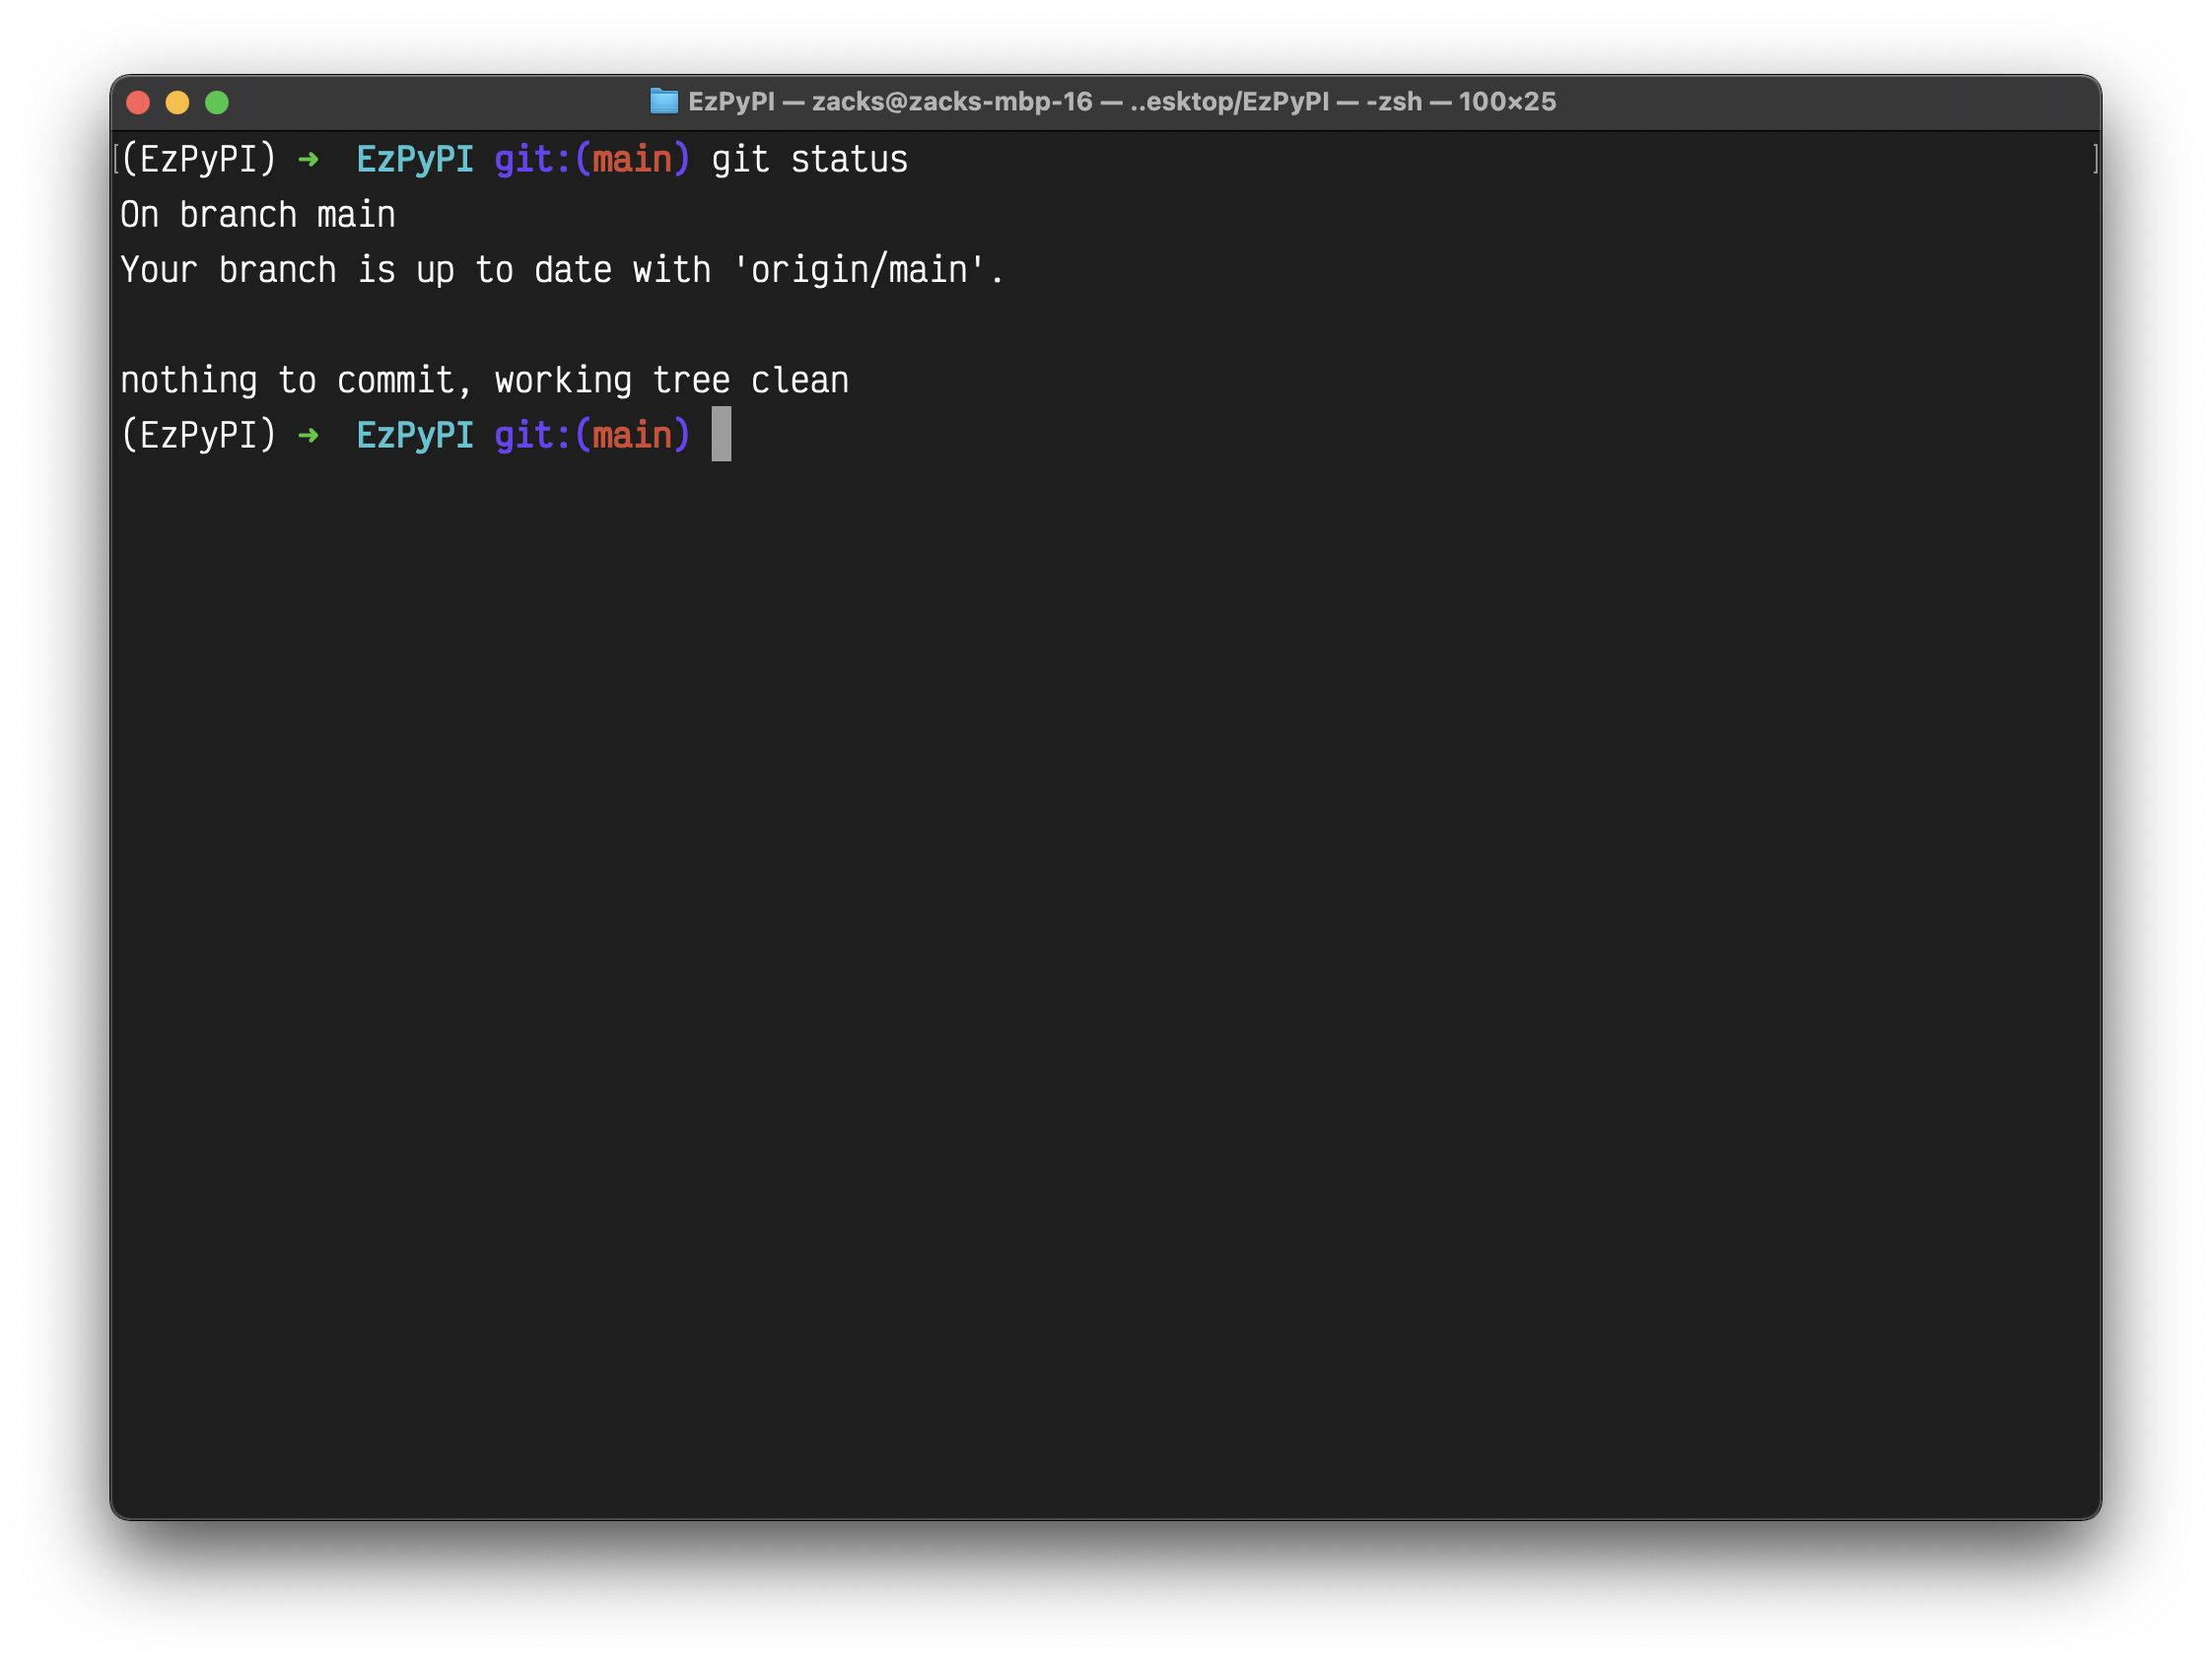 EzPyPI — zacks@zacks-mbp-16 — ..esktop/EzPyPI — -zsh — 100×25
[(EzPyPI) ➜  EzPyPI git:(main) git status ]
On branch main
Your branch is up to date with 'origin/main'.
nothing to commit, working tree clean
(EzPyPI) ➜  EzPyPI git:(main)